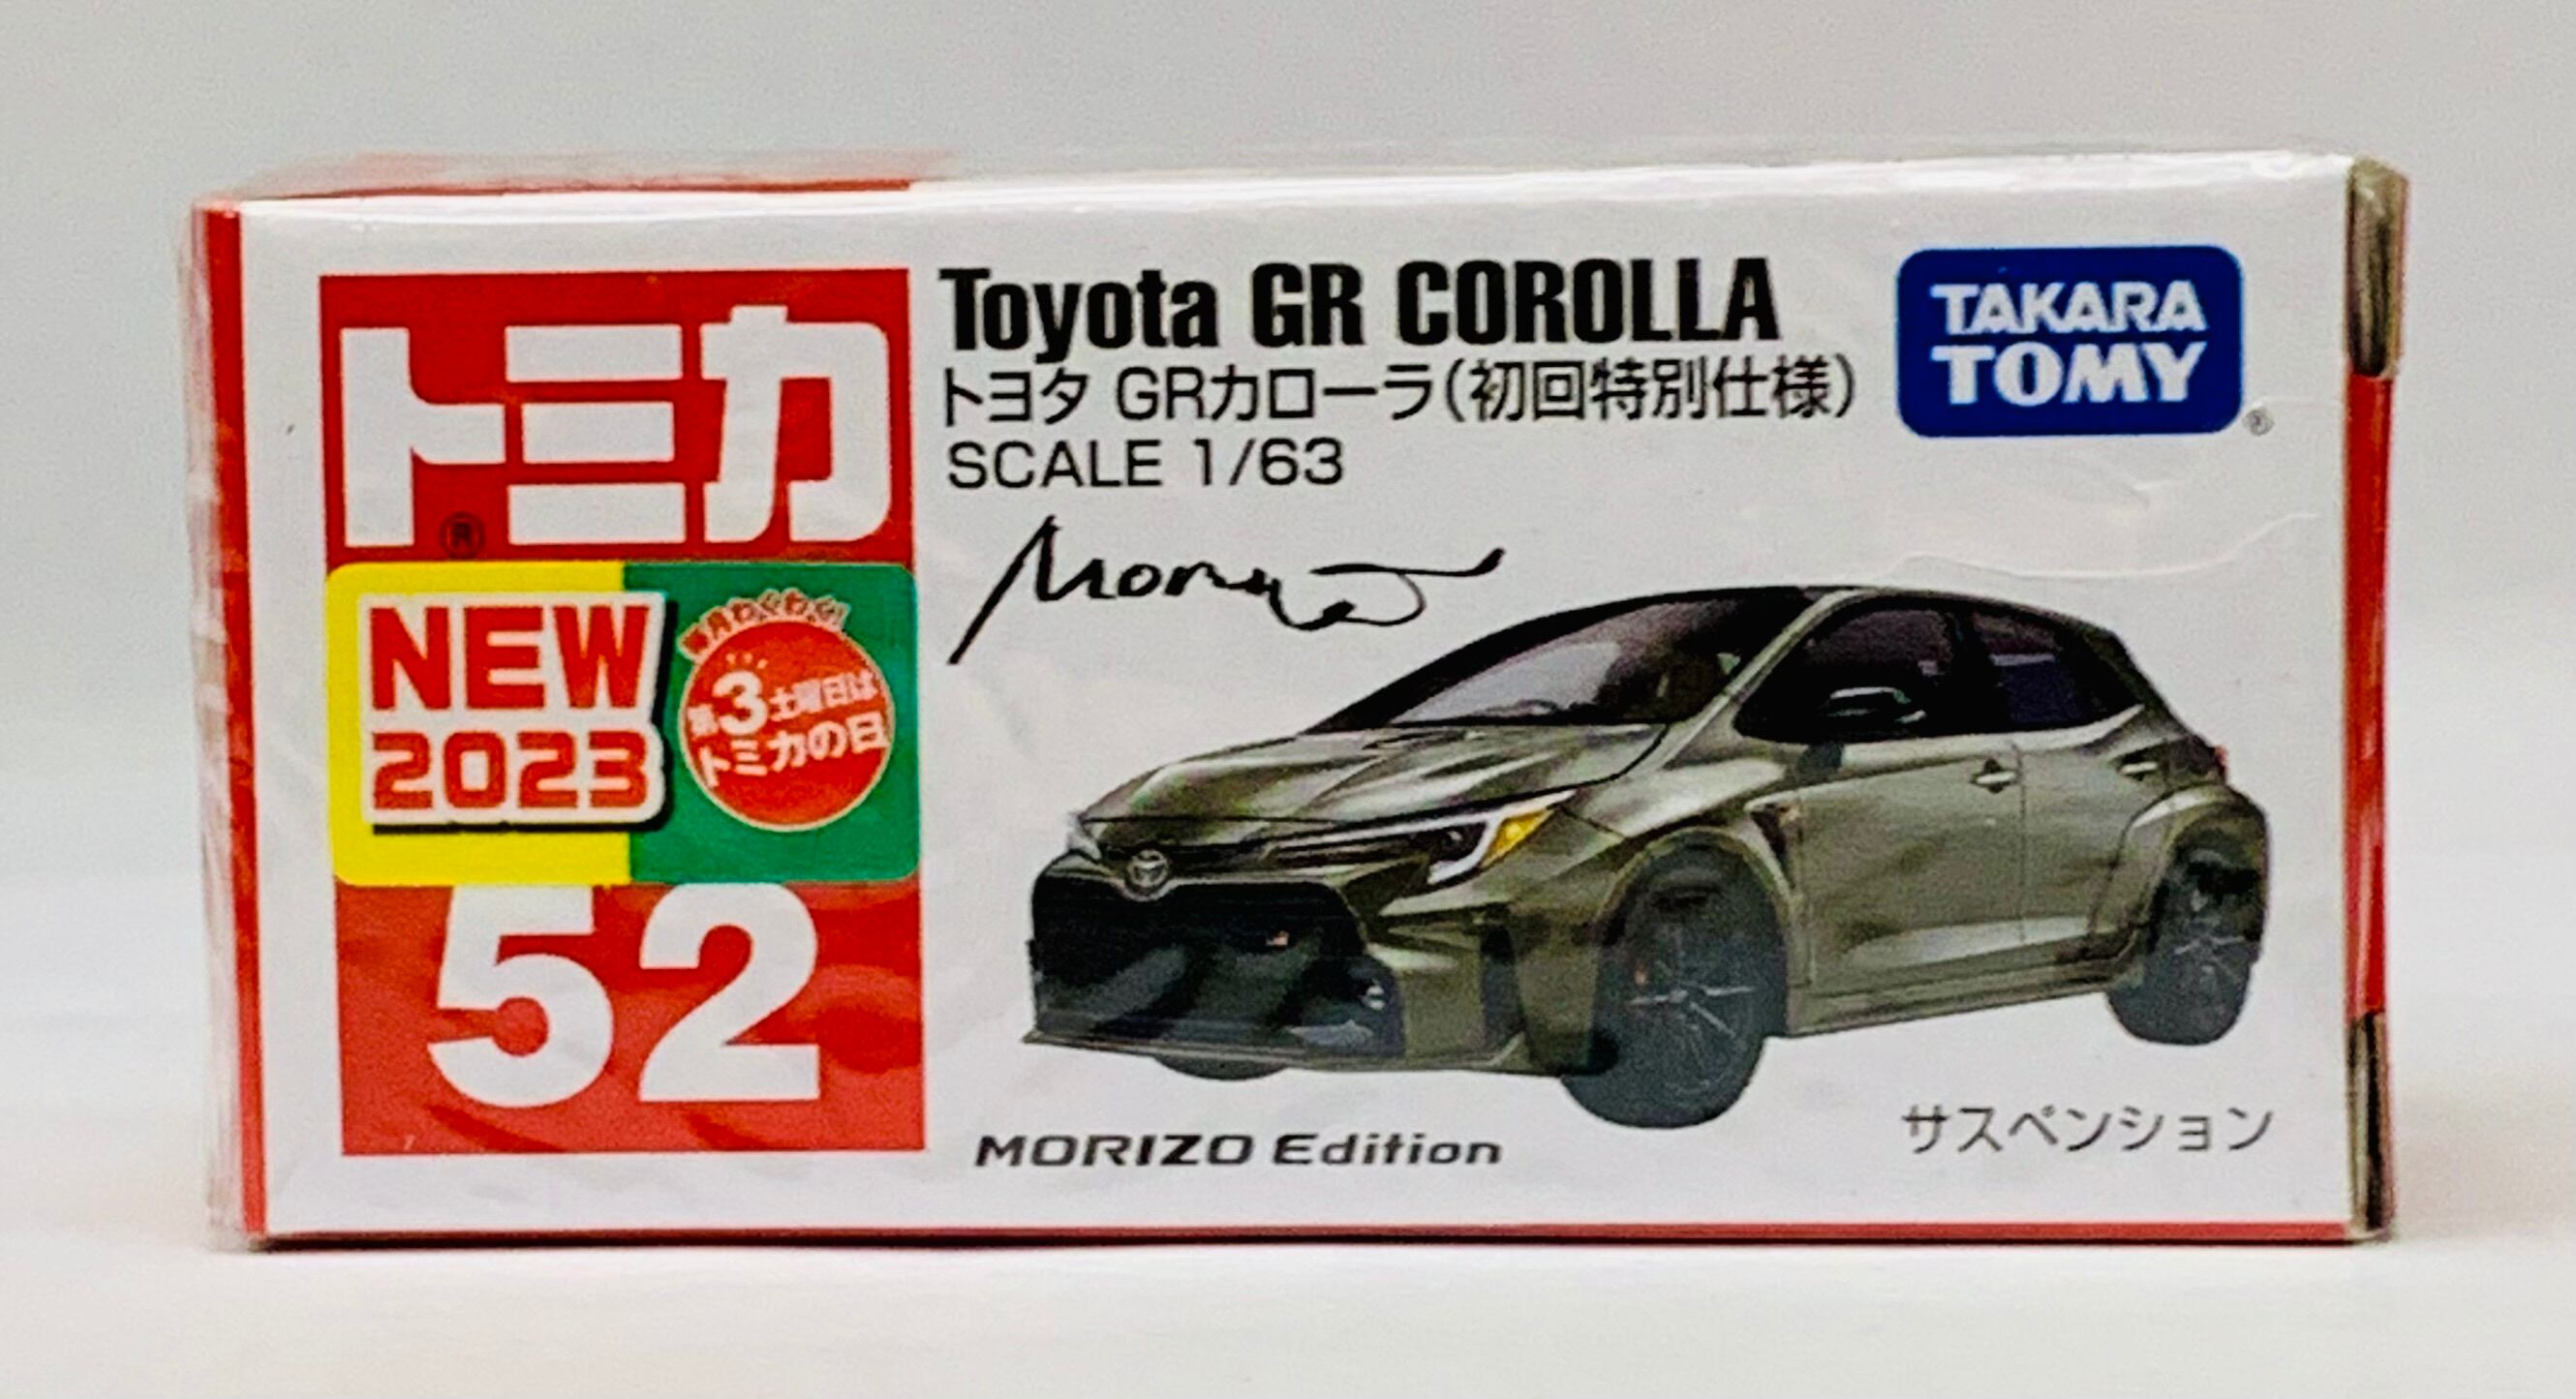 トミカ
®
NEW
2023
毎月わくわく!
第3土曜日は
トミカの日
52
Toyota GR COROLLA
トヨタ GRカローラ(初回特別仕様)
SCALE 1/63
Morizo
TAKARA
TOMY
®
MORIZO Edition
サスペンション